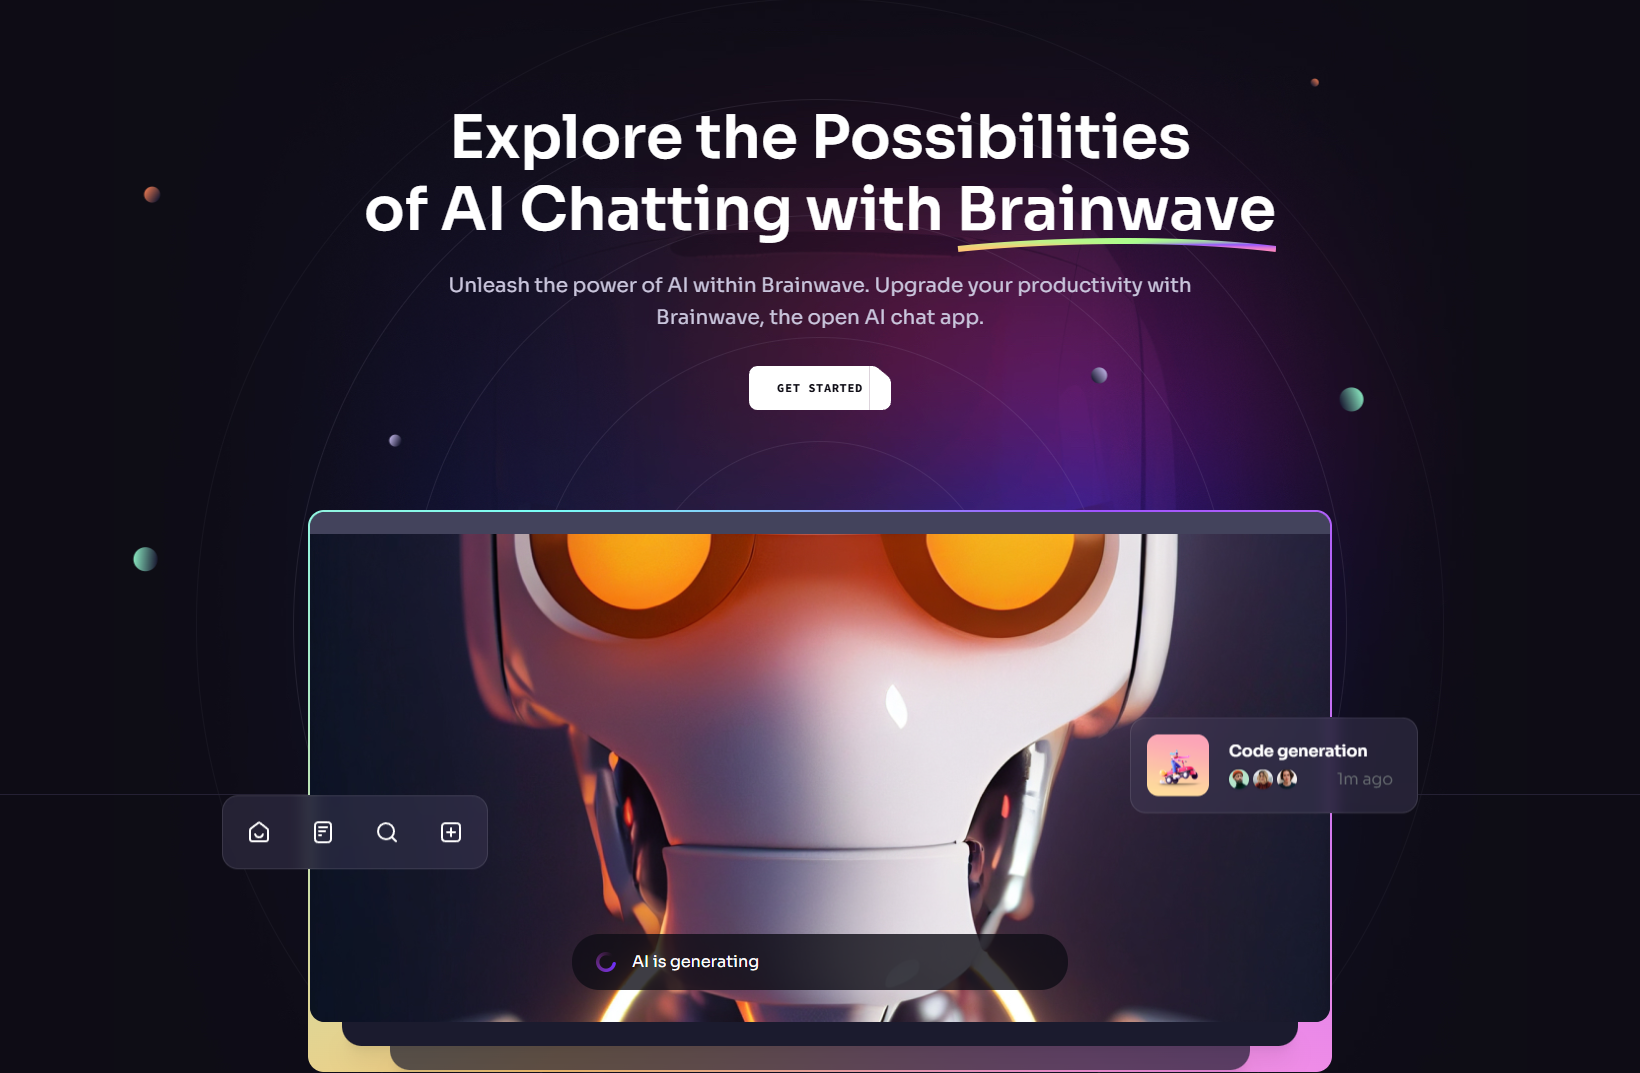 Explore the Possibilities
of AI Chatting with Brainwave
Unleash the power of AI within Brainwave. Upgrade your productivity with
Brainwave, the open AI chat app.
GET STARTED
Code generation
1m ago
AI is generating